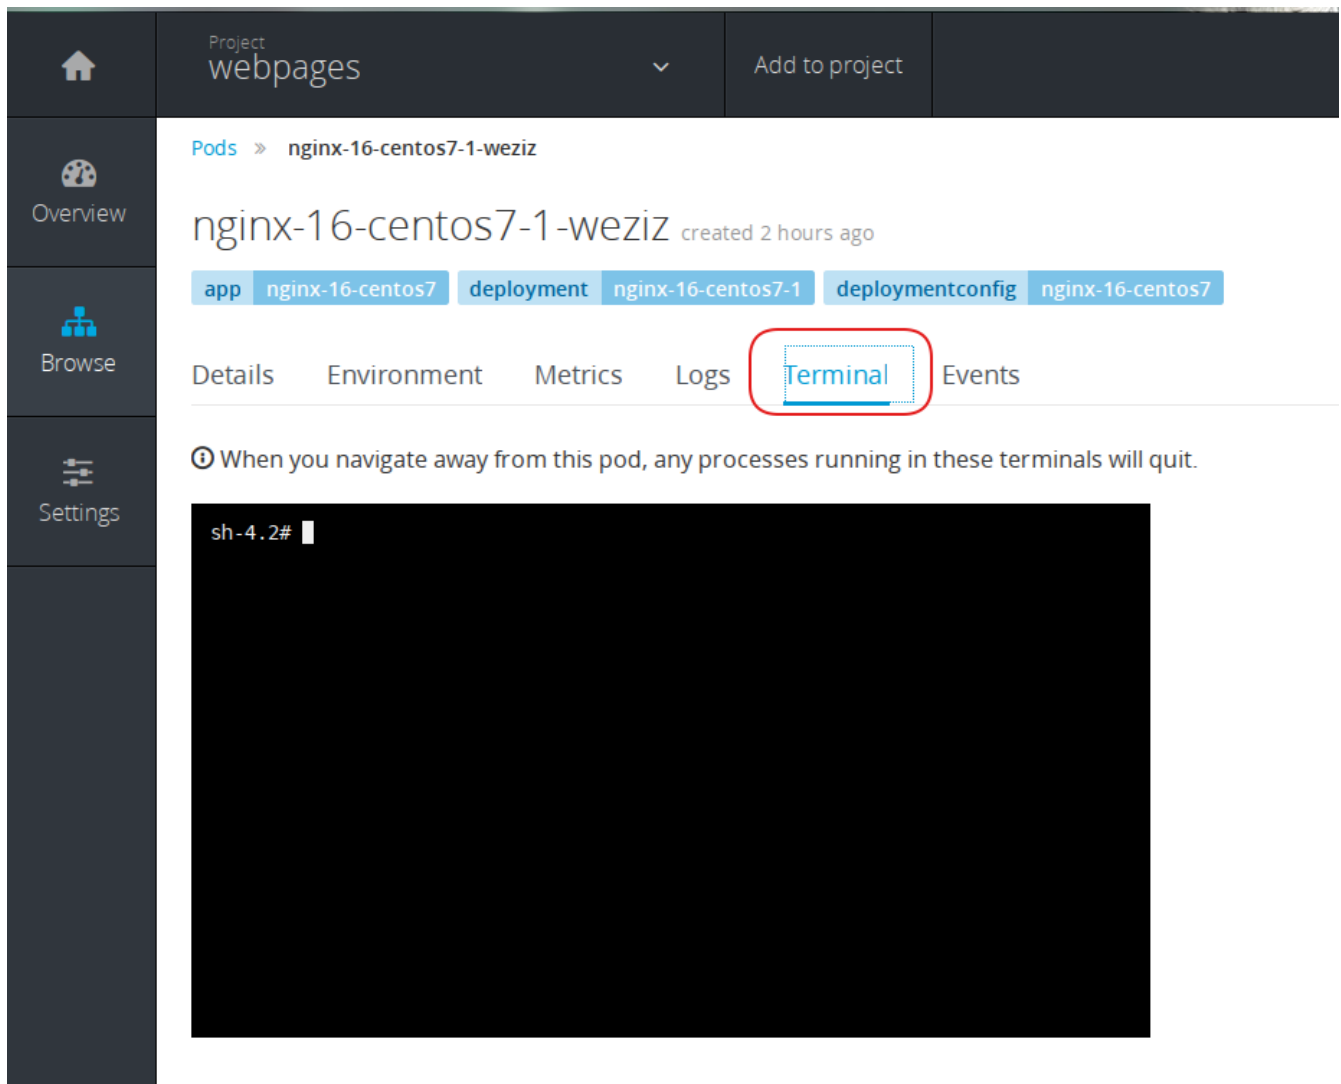 Project
webpages
Add to project
Overview
Browse
Settings
Pods » nginx-16-centos7-1-weziz
nginx-16-centos7-1-weziz created 2 hours ago
app nginx-16-centos7 deployment nginx-16-centos7-1 deploymentconfig nginx-16-centos7
Details Environment Metrics Logs Terminal Events
When you navigate away from this pod, any processes running in these terminals will quit.
sh-4.2#